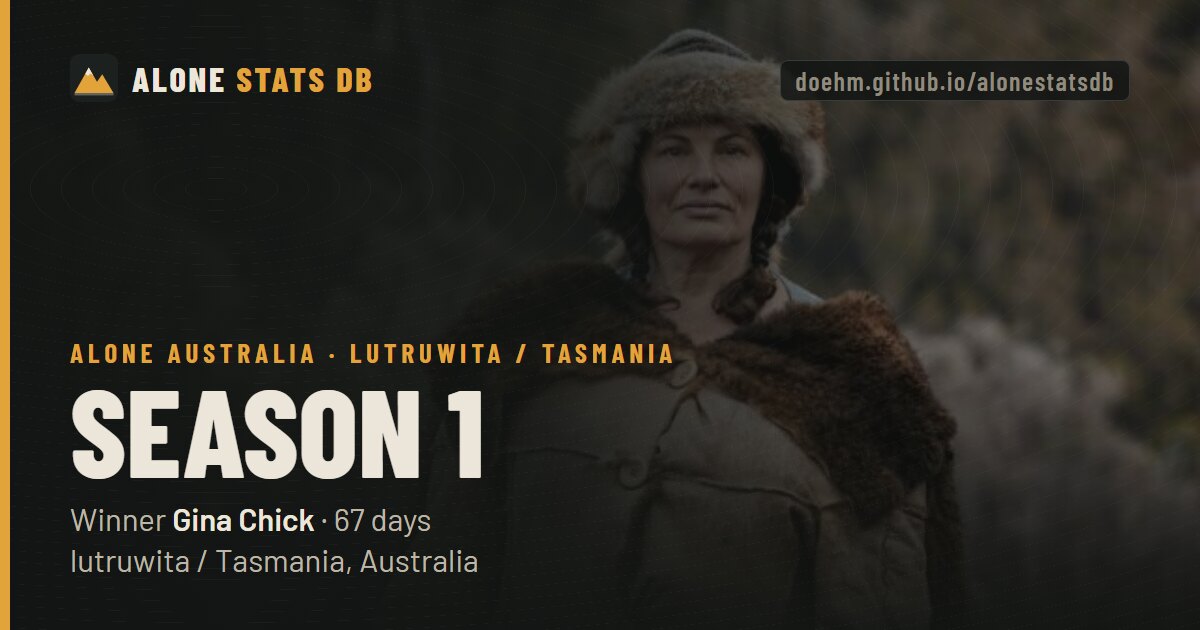 ALONE STATS DB
doehm.github.io/alonestatsdb
ALONE AUSTRALIA · LUTRUWITA / TASMANIA
SEASON 1
Winner Gina Chick · 67 days
lutruwita / Tasmania, Australia